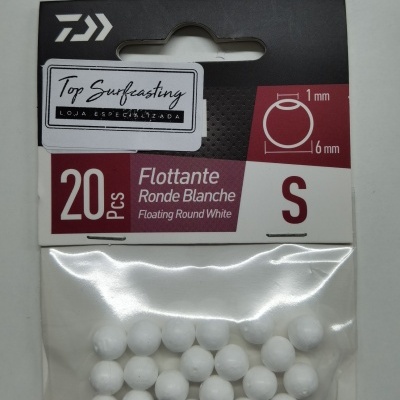 Top Surfcasting
LOJA ESPECIALIZADA
1 mm
6 mm
20 Pcs
Flottante
Ronde Blanche
Floating Round White
S